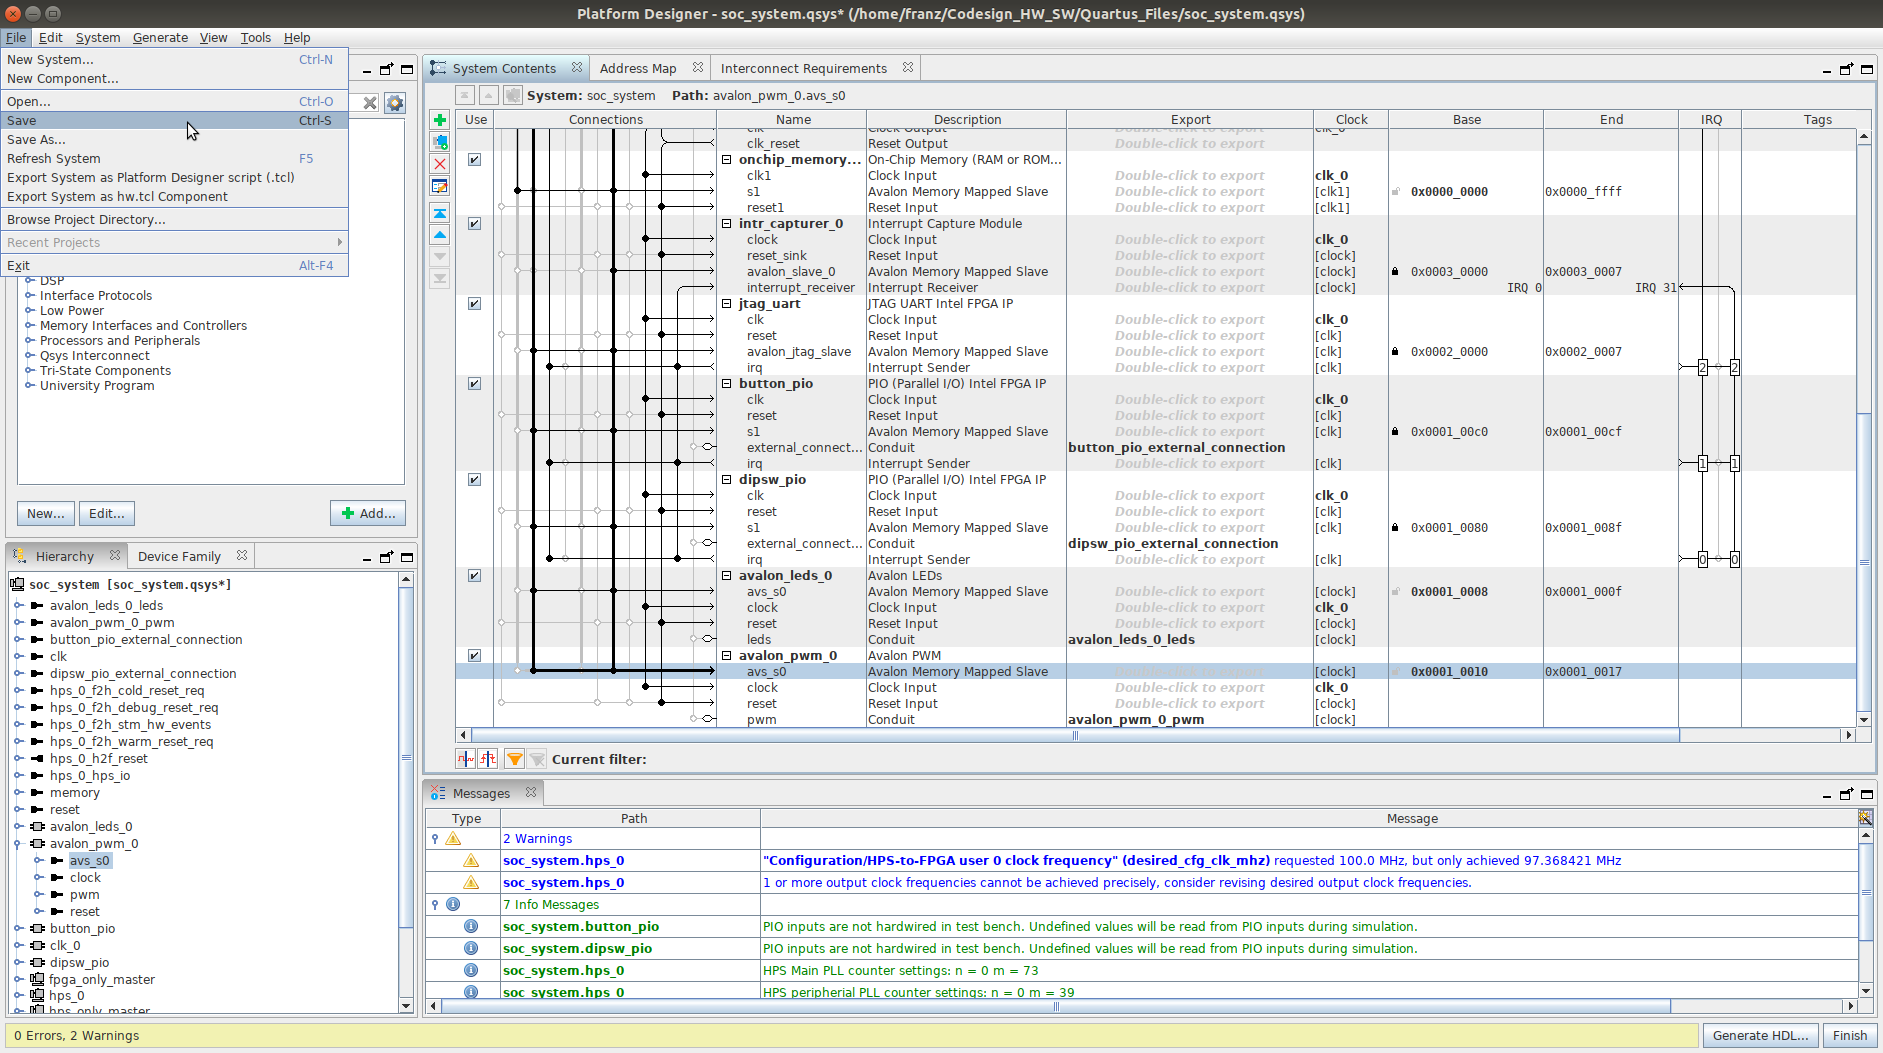 Platform Designer - soc_system.qsys* (/home/franz/Codesign_HW_SW/Quartus_Files/soc_system.qsys)
File Edit System Generate View Tools Help
New System... Ctrl-N
New Component...
Open... Ctrl-O
Save Ctrl-S
Save As...
Refresh System F5
Export System as Platform Designer script (.tcl)
Export System as hw.tcl Component
Browse Project Directory...
Recent Projects
Exit Alt-F4
DSP
Interface Protocols
Low Power
Memory Interfaces and Controllers
Processors and Peripherals
Qsys Interconnect
Tri-State Components
University Program
New... Edit... Add...
Hierarchy Device Family
soc_system [soc_system.qsys*]
avalon_leds_0_leds
avalon_pwm_0_pwm
button_pio_external_connection
clk
dipsw_pio_external_connection
hps_0_f2h_cold_reset_req
hps_0_f2h_debug_reset_req
hps_0_f2h_stm_hw_events
hps_0_f2h_warm_reset_req
hps_0_h2f_reset
hps_0_hps_io
memory
reset
avalon_leds_0
avalon_pwm_0
avs_s0
clock
pwm
reset
button_pio
clk_0
dipsw_pio
fpga_only_master
hps_0
hps_only_master
System Contents Address Map Interconnect Requirements
System: soc_system Path: avalon_pwm_0.avs_s0
Use Connections Name Description Export Clock Base End IRQ Tags
clk Clock Output Double-click to export clk_0
clk_reset Reset Output Double-click to export
onchip_memory... On-Chip Memory (RAM or ROM...
clk1 Clock Input Double-click to export clk_0
s1 Avalon Memory Mapped Slave Double-click to export [clk1] 0x0000_0000 0x0000_ffff
reset1 Reset Input Double-click to export [clk1]
intr_capturer_0 Interrupt Capture Module
clock Clock Input Double-click to export clk_0
reset_sink Reset Input Double-click to export [clock]
avalon_slave_0 Avalon Memory Mapped Slave Double-click to export [clock] 0x0003_0000 0x0003_0007
interrupt_receiver Interrupt Receiver Double-click to export [clock] IRQ 0 IRQ 31
jtag_uart JTAG UART Intel FPGA IP
clk Clock Input Double-click to export clk_0
reset Reset Input Double-click to export [clk]
avalon_jtag_slave Avalon Memory Mapped Slave Double-click to export [clk] 0x0002_0000 0x0002_0007
irq Interrupt Sender Double-click to export [clk] 2 2
button_pio PIO (Parallel I/O) Intel FPGA IP
clk Clock Input Double-click to export clk_0
reset Reset Input Double-click to export [clk]
s1 Avalon Memory Mapped Slave Double-click to export [clk] 0x0001_00c0 0x0001_00cf
external_connect... Conduit button_pio_external_connection
irq Interrupt Sender Double-click to export [clk] 1 1
dipsw_pio PIO (Parallel I/O) Intel FPGA IP
clk Clock Input Double-click to export clk_0
reset Reset Input Double-click to export [clk]
s1 Avalon Memory Mapped Slave Double-click to export [clk] 0x0001_0080 0x0001_008f
external_connect... Conduit dipsw_pio_external_connection
irq Interrupt Sender Double-click to export [clk] 0 0
avalon_leds_0 Avalon LEDs
avs_s0 Avalon Memory Mapped Slave Double-click to export [clock] 0x0001_0008 0x0001_000f
clock Clock Input Double-click to export clk_0
reset Reset Input Double-click to export [clock]
leds Conduit avalon_leds_0_leds [clock]
avalon_pwm_0 Avalon PWM
avs_s0 Avalon Memory Mapped Slave Double-click to export [clock] 0x0001_0010 0x0001_0017
clock Clock Input Double-click to export clk_0
reset Reset Input Double-click to export [clock]
pwm Conduit avalon_pwm_0_pwm [clock]
Current filter:
Messages
Type Path Message
2 Warnings
soc_system.hps_0 "Configuration/HPS-to-FPGA user 0 clock frequency" (desired_cfg_clk_mhz) requested 100.0 MHz, but only achieved 97.368421 MHz
soc_system.hps_0 1 or more output clock frequencies cannot be achieved precisely, consider revising desired output clock frequencies.
7 Info Messages
soc_system.button_pio PIO inputs are not hardwired in test bench. Undefined values will be read from PIO inputs during simulation.
soc_system.dipsw_pio PIO inputs are not hardwired in test bench. Undefined values will be read from PIO inputs during simulation.
soc_system.hps_0 HPS Main PLL counter settings: n = 0 m = 73
soc_system.hps_0 HPS peripherial PLL counter settings: n = 0 m = 39
0 Errors, 2 Warnings
Generate HDL... Finish